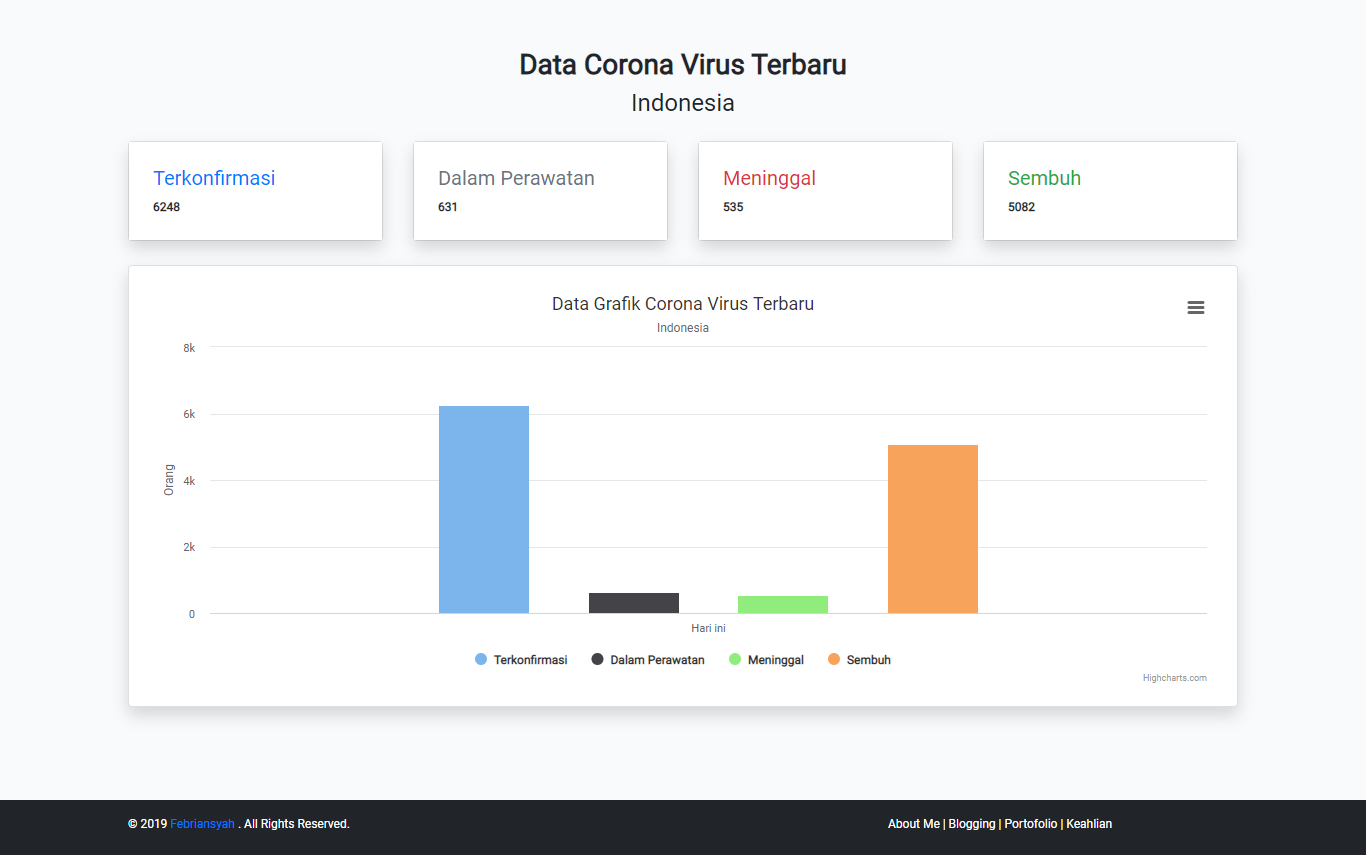 Data Corona Virus Terbaru
Indonesia
Terkonfirmasi
6248
Dalam Perawatan
631
Meninggal
535
Sembuh
5082
Data Grafik Corona Virus Terbaru
Indonesia
8k
6k
4k
2k
0
Orang
Hari ini
Terkonfirmasi
Dalam Perawatan
Meninggal
Sembuh
Highcharts.com
© 2019 Febriansyah . All Rights Reserved.
About Me | Blogging | Portofolio | Keahlian